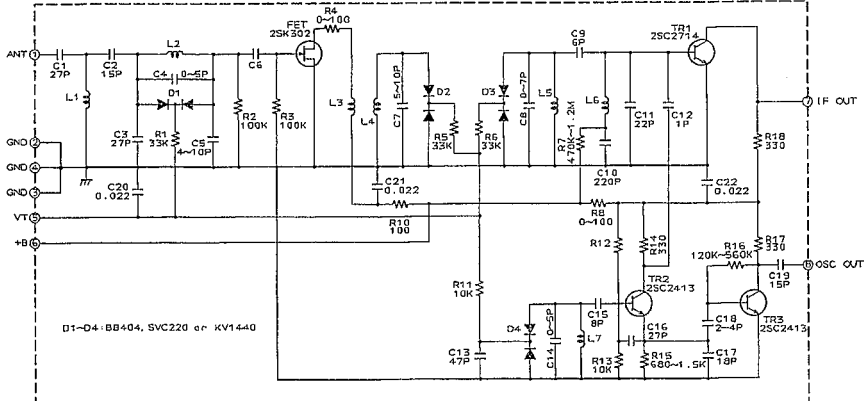 FET
2SK302
R4
0~100
TR1
2SC2714
ANT 1
C1
27P
C2
15P
L2
C4
0~5P
D1
C6
L1
C3
27P
R1
33K
C5
4~10P
R2
100K
R3
100K
L3
L4
C7
5~10P
D2
R5
33K
D3
R6
33K
C8
0~7P
L5
C9
6P
L6
R7
470K~1.2M
C10
220P
C11
22P
C12
1P
7 IF OUT
R18
330
GND 2
GND 4
GND 3
VT 5
+B 6
C20
0.022
C21
0.022
C22
0.022
R10
100
R8
0~100
R12
R14
330
R16
120K~560K
R17
330
8 OSC OUT
C19
15P
R11
10K
TR2
2SC2413
TR3
2SC2413
D1~D4:BB404, SVC220 or KV1440
D4
C13
47P
C14
0~5P
L7
C15
8P
C16
27P
R13
10K
R15
680~1.5K
C18
2~4P
C17
18P